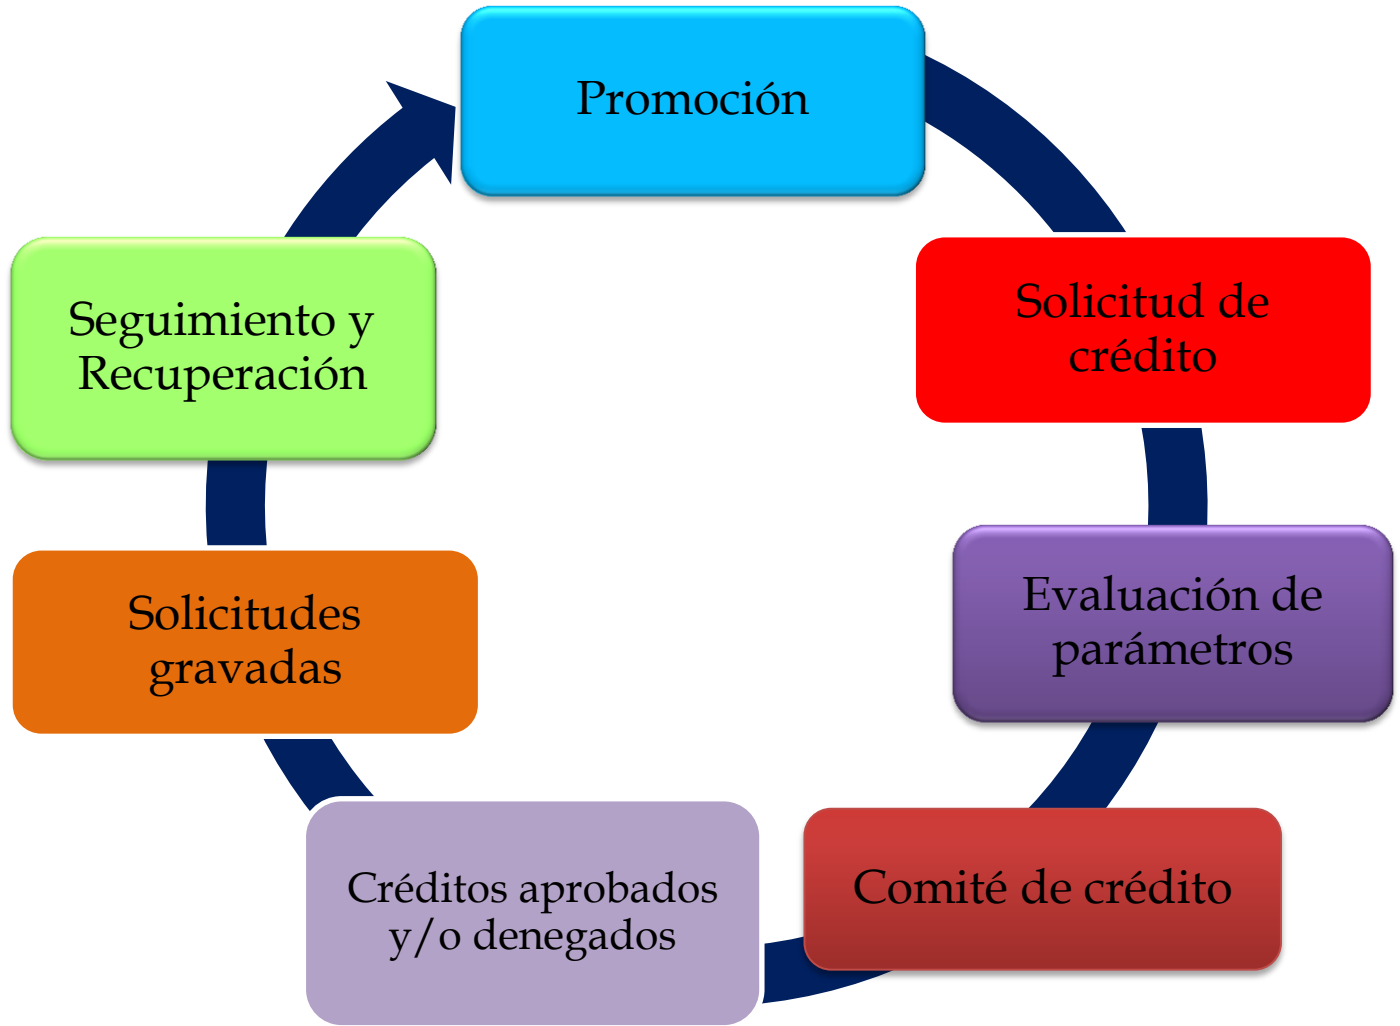 Promoción
Solicitud de
crédito
Evaluación de
parámetros
Comité de crédito
Créditos aprobados
y/o denegados
Solicitudes
gravadas
Seguimiento y
Recuperación